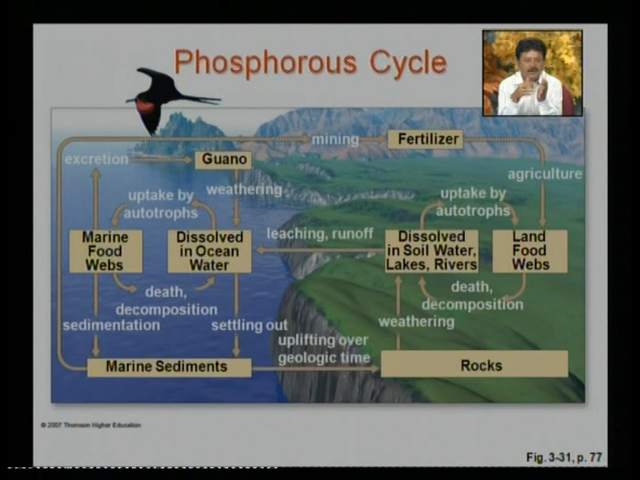 Phosphorous Cycle
mining
Fertilizer
excretion
Guano
agriculture
weathering
uptake by
autotrophs
uptake by
autotrophs
leaching, runoff
Marine
Food
Webs
Dissolved
in Ocean
Water
Dissolved
in Soil Water,
Lakes, Rivers
Land
Food
Webs
death,
decomposition
death,
decomposition
sedimentation
settling out
weathering
uplifting over
geologic time
Marine Sediments
Rocks
© 2007 Thomson Higher Education
Fig. 3-31, p. 77